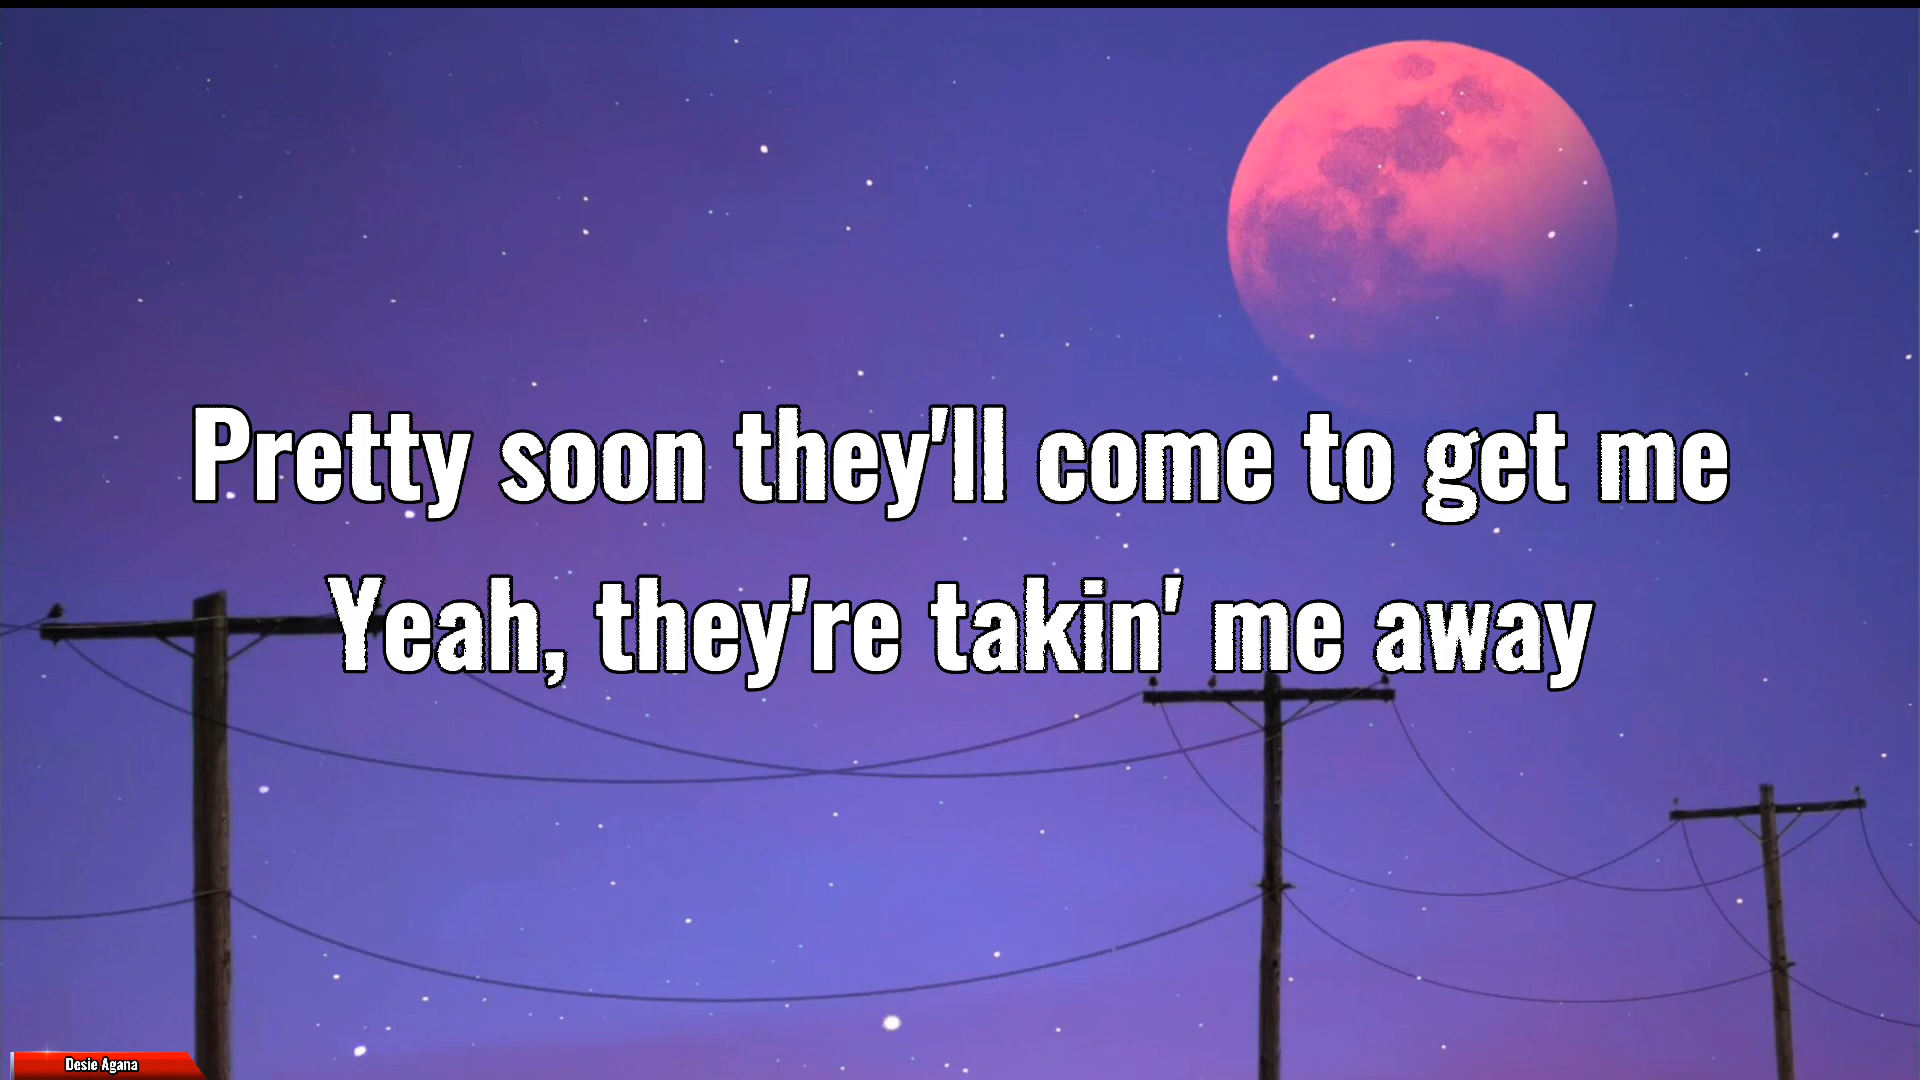 Pretty soon they'll come to get me
Yeah, they're takin' me away
Desie Agana